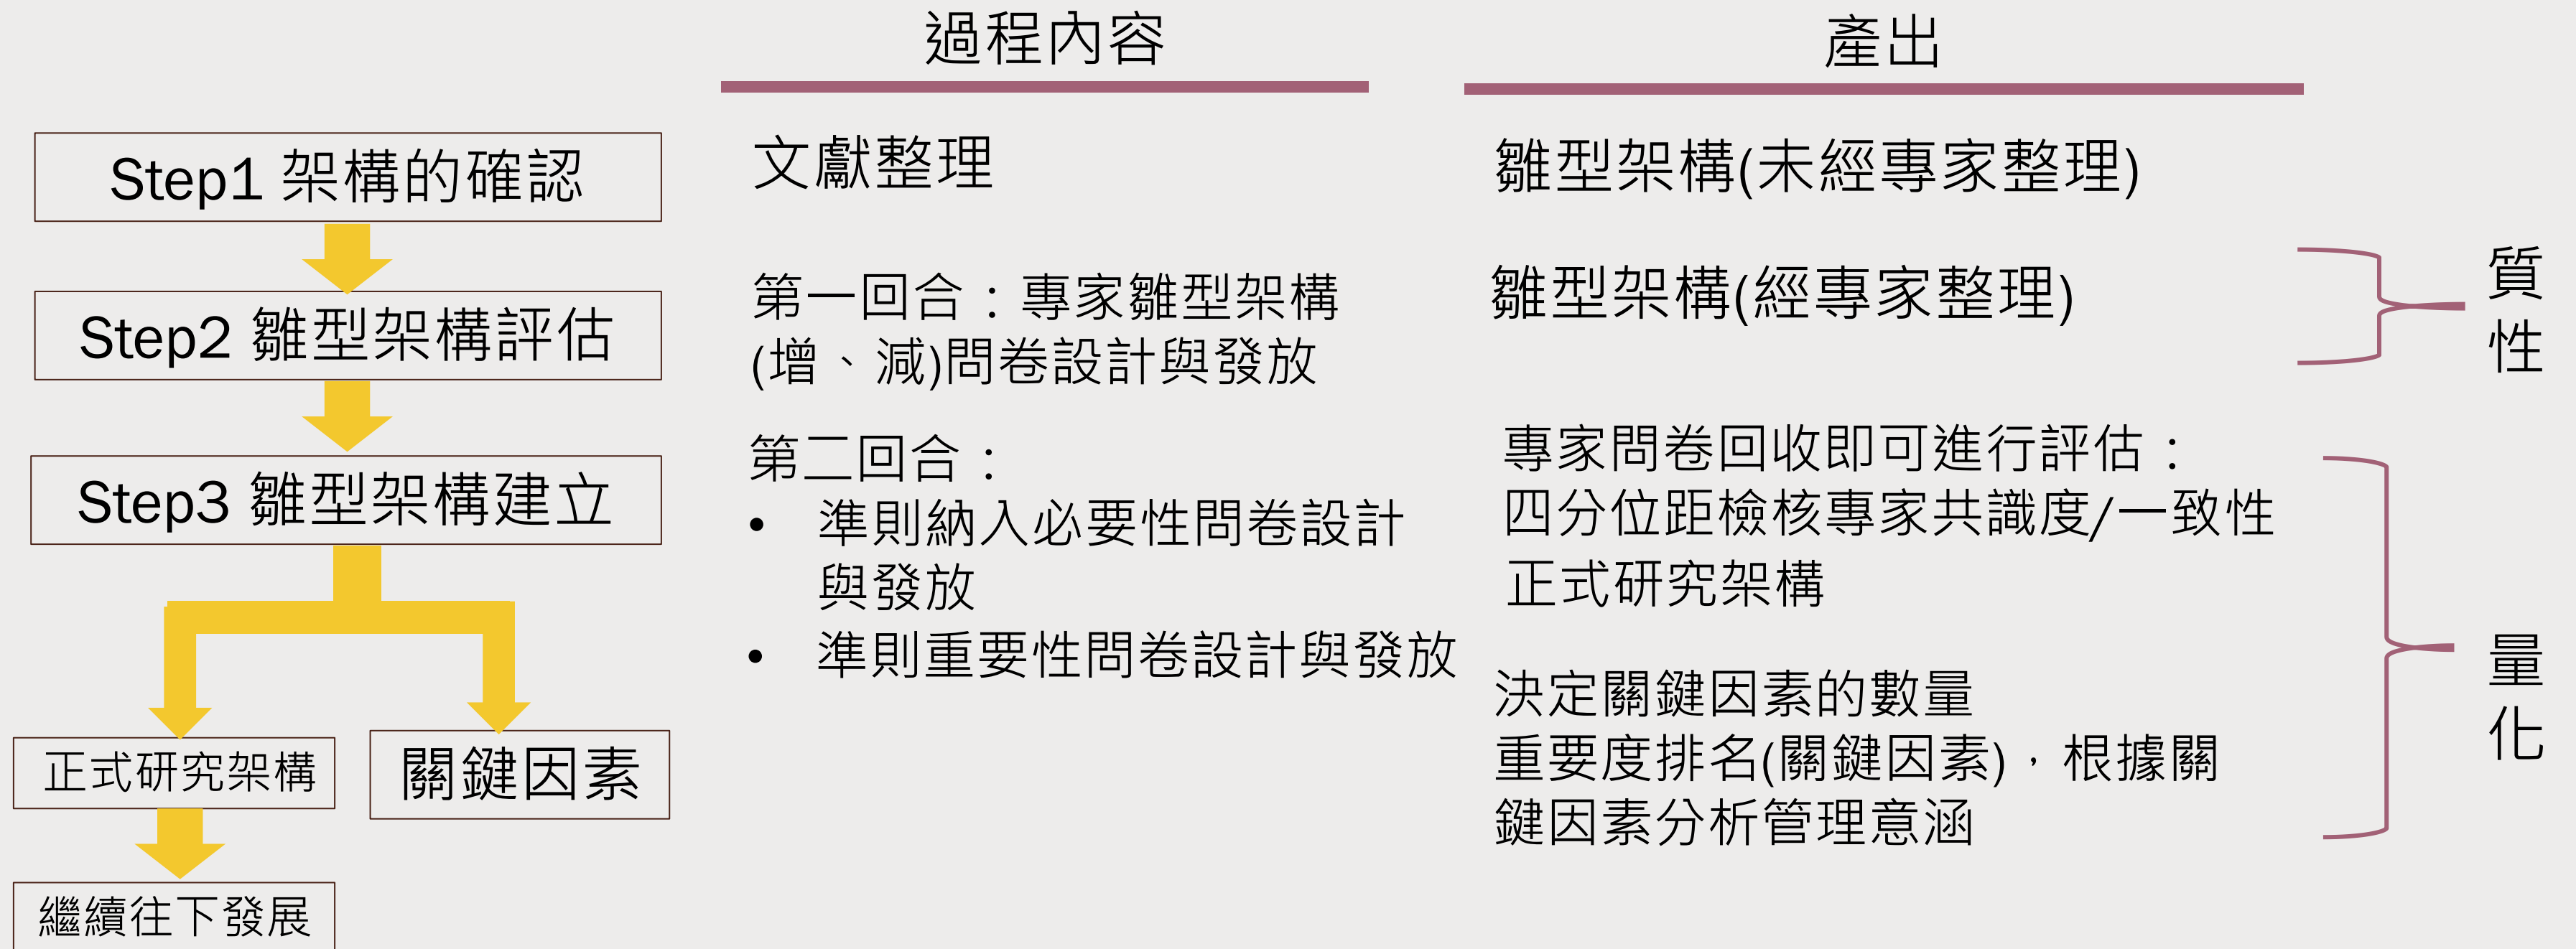 過程內容
產出
Step1 架構的確認
文獻整理
雛型架構(未經專家整理)
Step2 雛型架構評估
第一回合：專家雛型架構
(增、減)問卷設計與發放
雛型架構(經專家整理)
質
性
Step3 雛型架構建立
第二回合：
• 準則納入必要性問卷設計
與發放
• 準則重要性問卷設計與發放
專家問卷回收即可進行評估：
四分位距檢核專家共識度/一致性
正式研究架構
決定關鍵因素的數量
重要度排名(關鍵因素)，根據關
鍵因素分析管理意涵
量
化
正式研究架構
關鍵因素
繼續往下發展